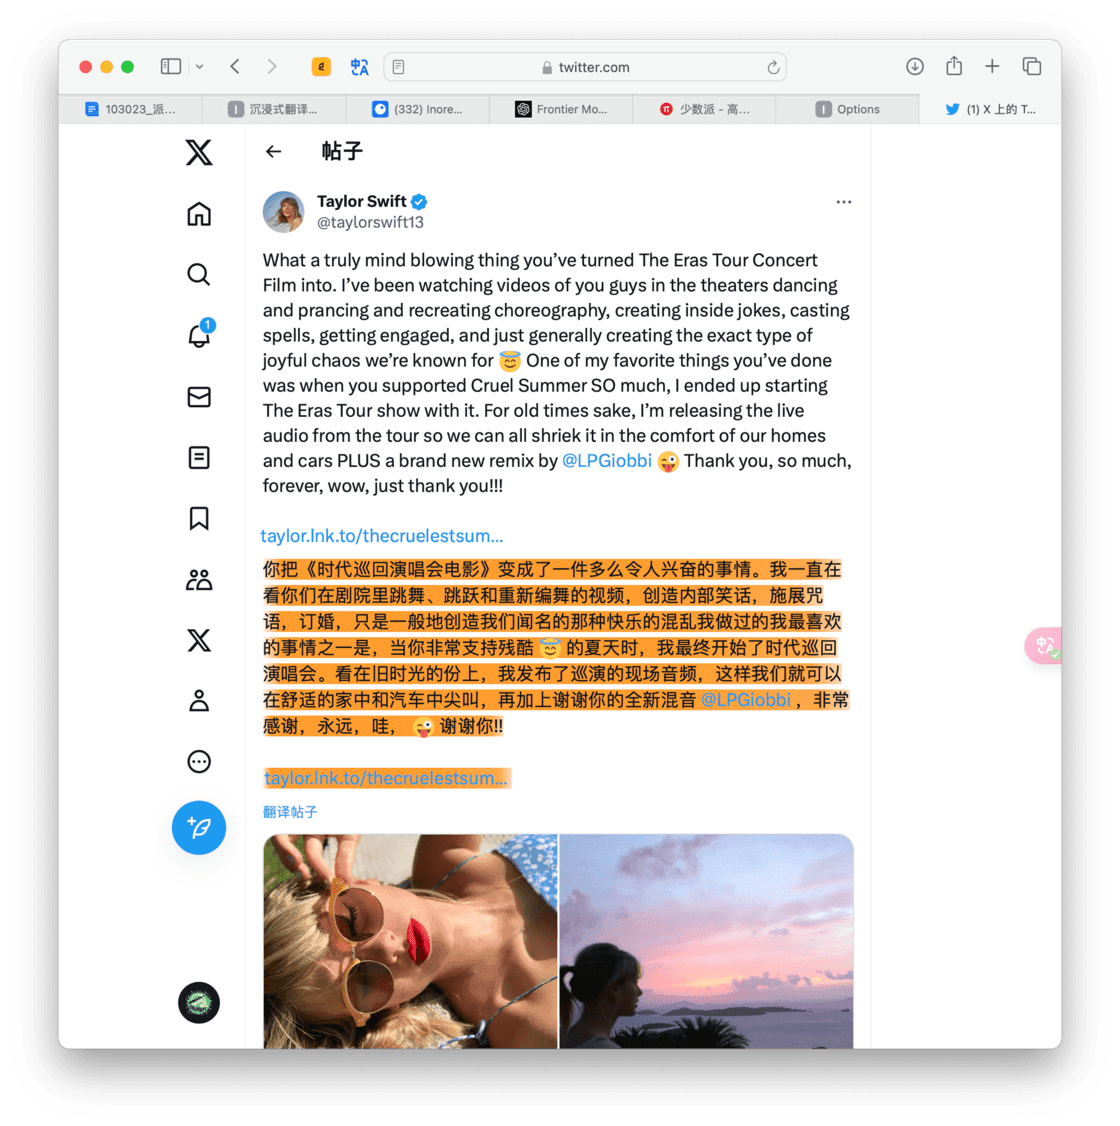 twitter.com
103023_派...
沉浸式翻译...
(332) Inore...
Frontier Mo...
少数派 - 高...
Options
(1) X 上的 T...
帖子
Taylor Swift
@taylorswift13
1
What a truly mind blowing thing you’ve turned The Eras Tour Concert
Film into. I’ve been watching videos of you guys in the theaters dancing
and prancing and recreating choreography, creating inside jokes, casting
spells, getting engaged, and just generally creating the exact type of
joyful chaos we’re known for 😇 One of my favorite things you’ve done
was when you supported Cruel Summer SO much, I ended up starting
The Eras Tour show with it. For old times sake, I’m releasing the live
audio from the tour so we can all shriek it in the comfort of our homes
and cars PLUS a brand new remix by @LPGiobbi 😜 Thank you, so much,
forever, wow, just thank you!!!
taylor.lnk.to/thecruelestsum...
你把《时代巡回演唱会电影》变成了一件多么令人兴奋的事情。我一直在
看你们在剧院里跳舞、跳跃和重新编舞的视频，创造内部笑话，施展咒
语，订婚，只是一般地创造我们闻名的那种快乐的混乱我做过的我最喜欢
的事情之一是，当你非常支持残酷 😇 的夏天时，我最终开始了时代巡回
演唱会。看在旧时光的份上，我发布了巡演的现场音频，这样我们就可以
在舒适的家中和汽车中尖叫，再加上谢谢你的全新混音 @LPGiobbi ，非常
感谢，永远，哇， 😜 谢谢你!!
taylor.lnk.to/thecruelestsum...
翻译帖子